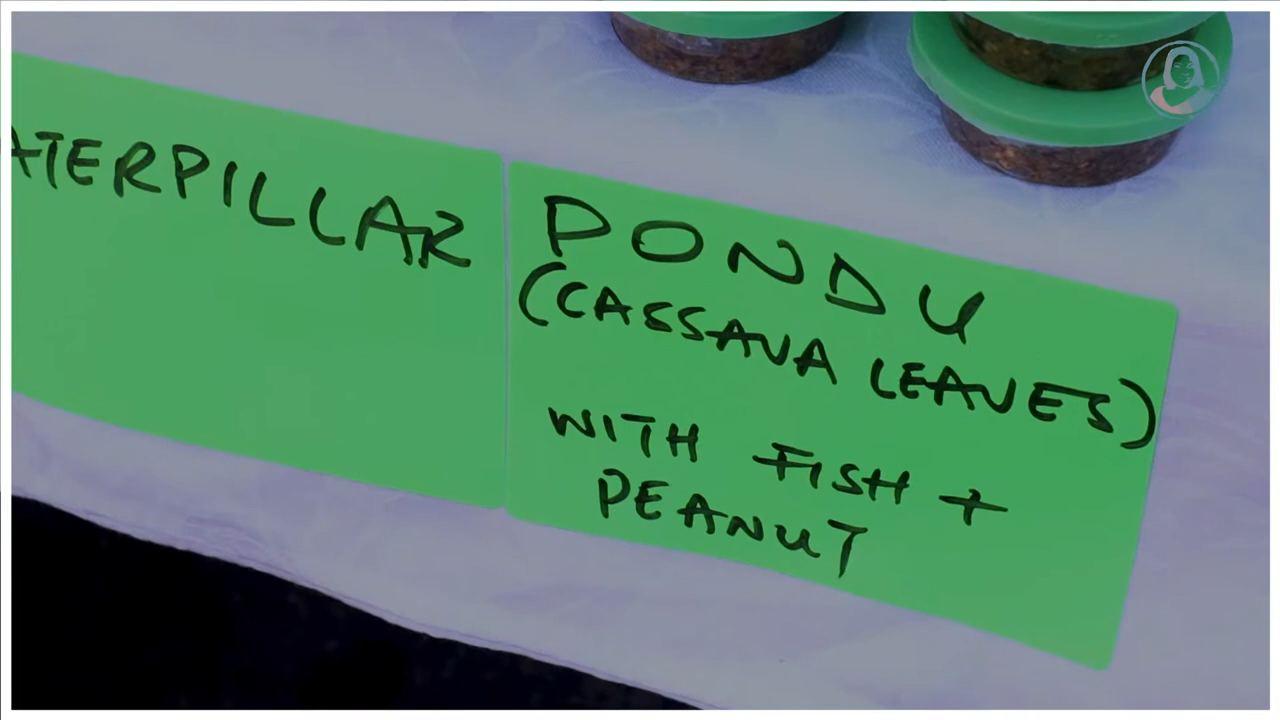 ATERPILLAR
PONDU
(CASSAVA LEAVES)
WITH FISH +
PEANUT